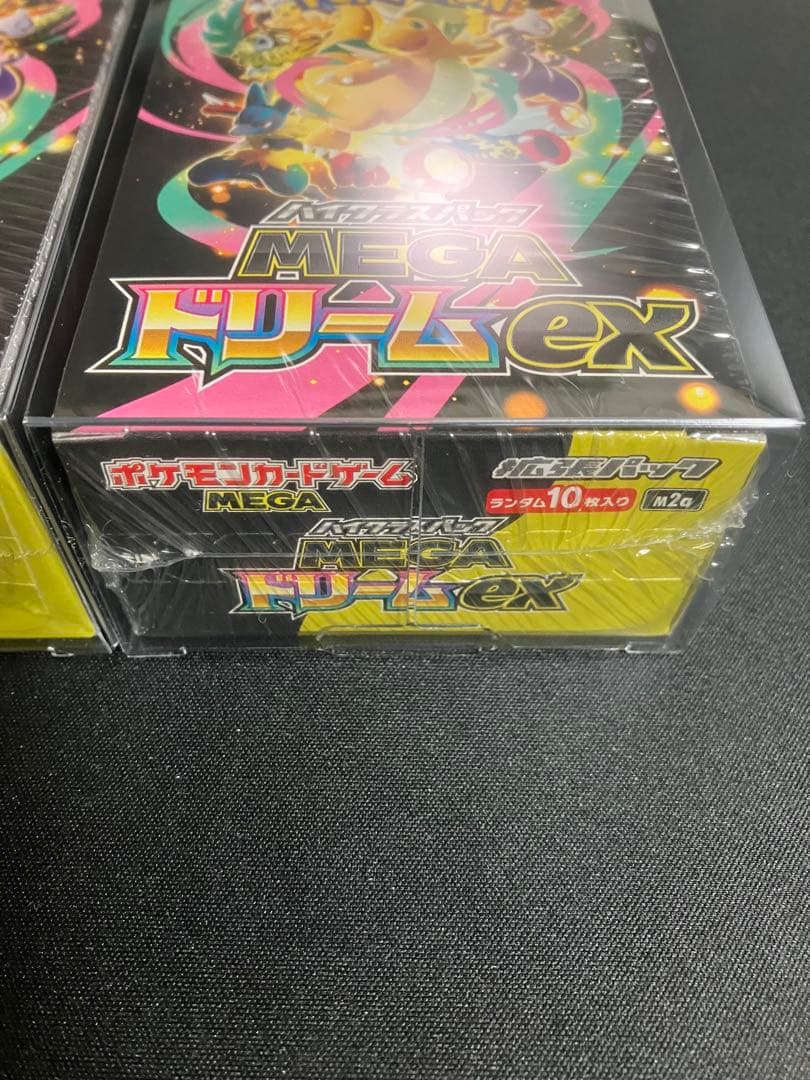 ハイクラスパック
MEGA
ドリームex
ポケモンカードゲーム
MEGA
拡張パック
ランダム10枚入り
M2a
ハイクラスパック
MEGA
ドリームex